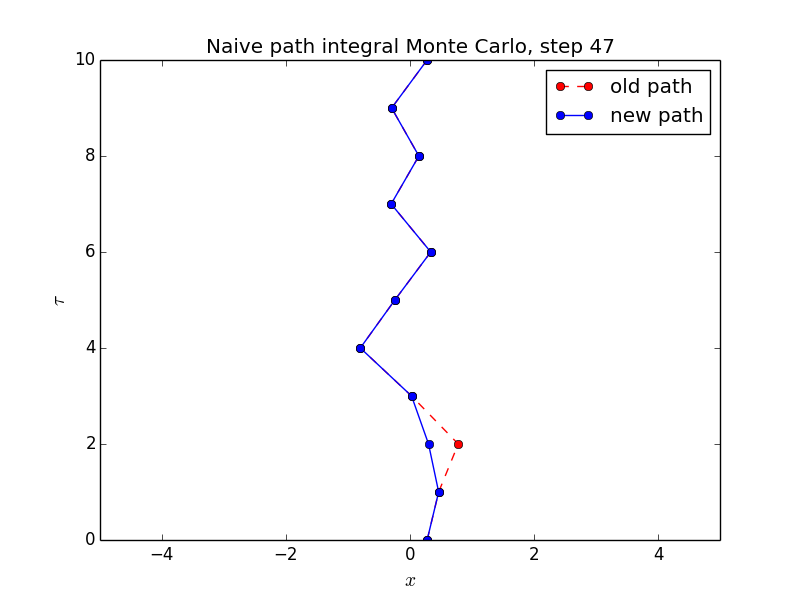 Naive path integral Monte Carlo, step 47
old path
new path
10
8
6
4
2
0
τ
−4 −2 0 2 4
x